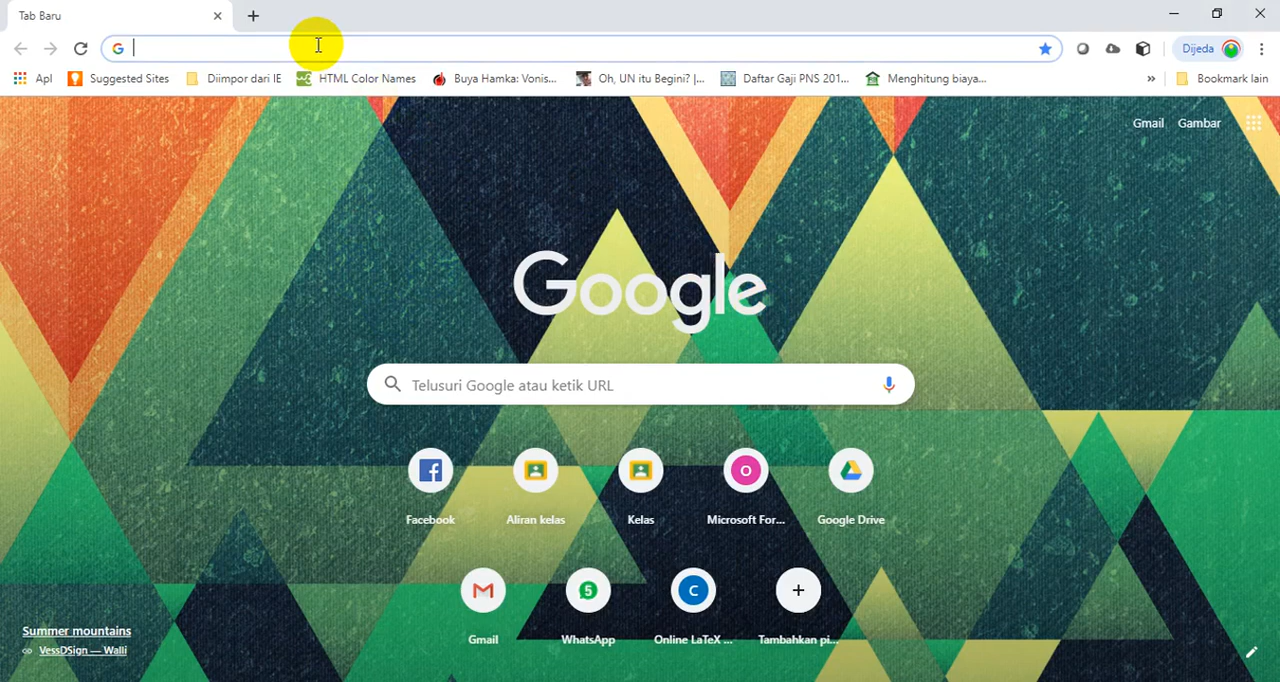 Tab Baru
Dijeda
Apl Suggested Sites Diimpor dari IE HTML Color Names Buya Hamka: Vonis... Oh, UN itu Begini? |... Daftar Gaji PNS 201... Menghitung biaya... » Bookmark lain
Gmail Gambar
Google
Telusuri Google atau ketik URL
Facebook Aliran kelas Kelas Microsoft For... Google Drive
Gmail WhatsApp Online LaTeX ... Tambahkan pi...
Summer mountains
VessDSign — Walli